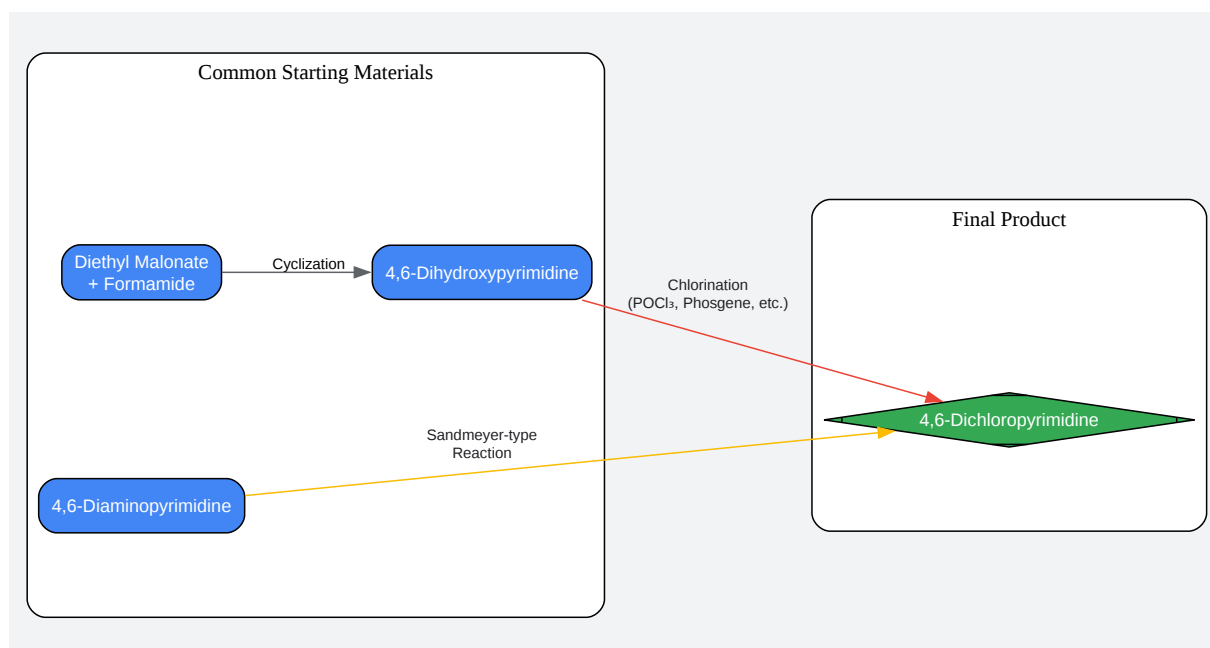 Common Starting Materials
Final Product
Diethyl Malonate
+ Formamide
Cyclization
4,6-Dihydroxypyrimidine
Chlorination
(POCl₃, Phosgene, etc.)
4,6-Dichloropyrimidine
Sandmeyer-type
Reaction
4,6-Diaminopyrimidine